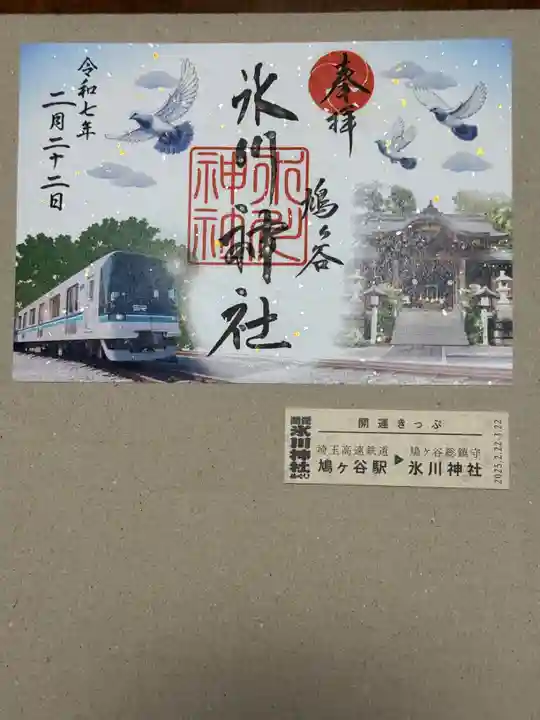 奉拝
鳩ヶ谷
氷川神社
令和七年
二月二十二日
氷川神社
開運きっぷ
埼玉高速鉄道
鳩ヶ谷駅
▶
鳩ヶ谷総鎮守
氷川神社
2025.2.22-3.22